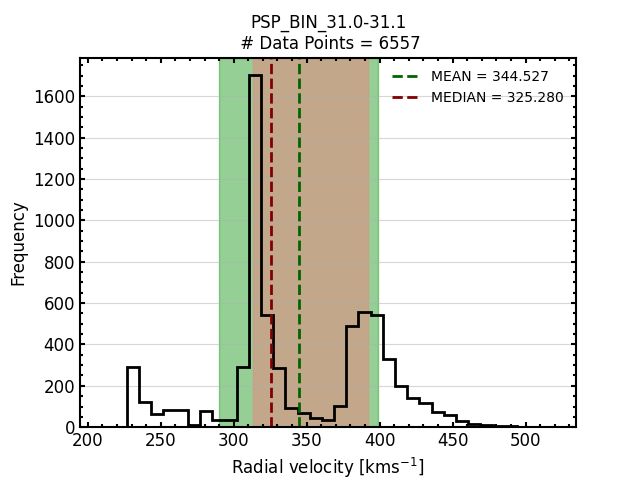 PSP_BIN_31.0-31.1
# Data Points = 6557
MEAN = 344.527
MEDIAN = 325.280
Frequency
1600
1400
1200
1000
800
600
400
200
0
200 250 300 350 400 450 500
Radial velocity [kms⁻¹]